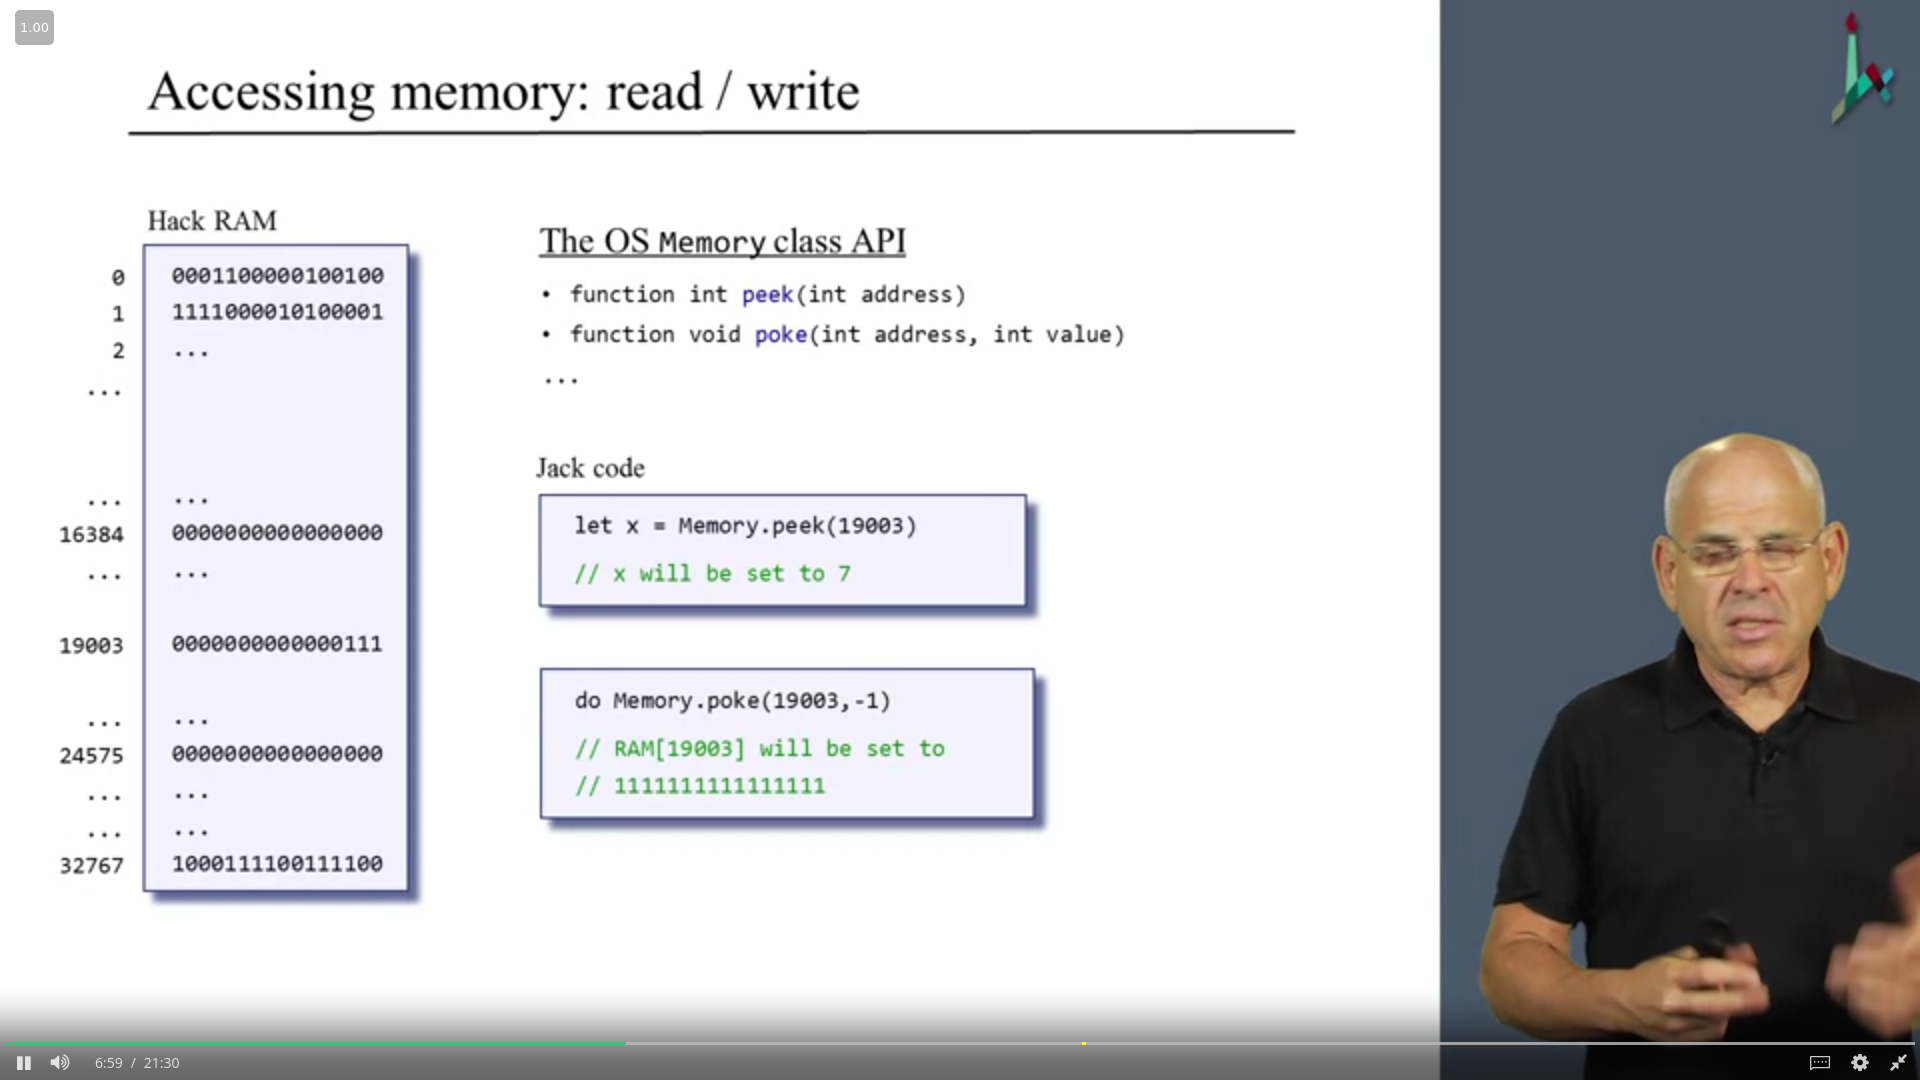 1.00
Accessing memory: read / write
Hack RAM
0 0001100000100100
1 1111000010100001
2 ...
...
... ...
16384 0000000000000000
... ...
19003 0000000000000111
... ...
24575 0000000000000000
... ...
... ...
32767 1000111100111100
The OS Memory class API
• function int peek(int address)
• function void poke(int address, int value)
...
Jack code
let x = Memory.peek(19003)
// x will be set to 7
do Memory.poke(19003,-1)
// RAM[19003] will be set to
// 1111111111111111
6:59 / 21:30